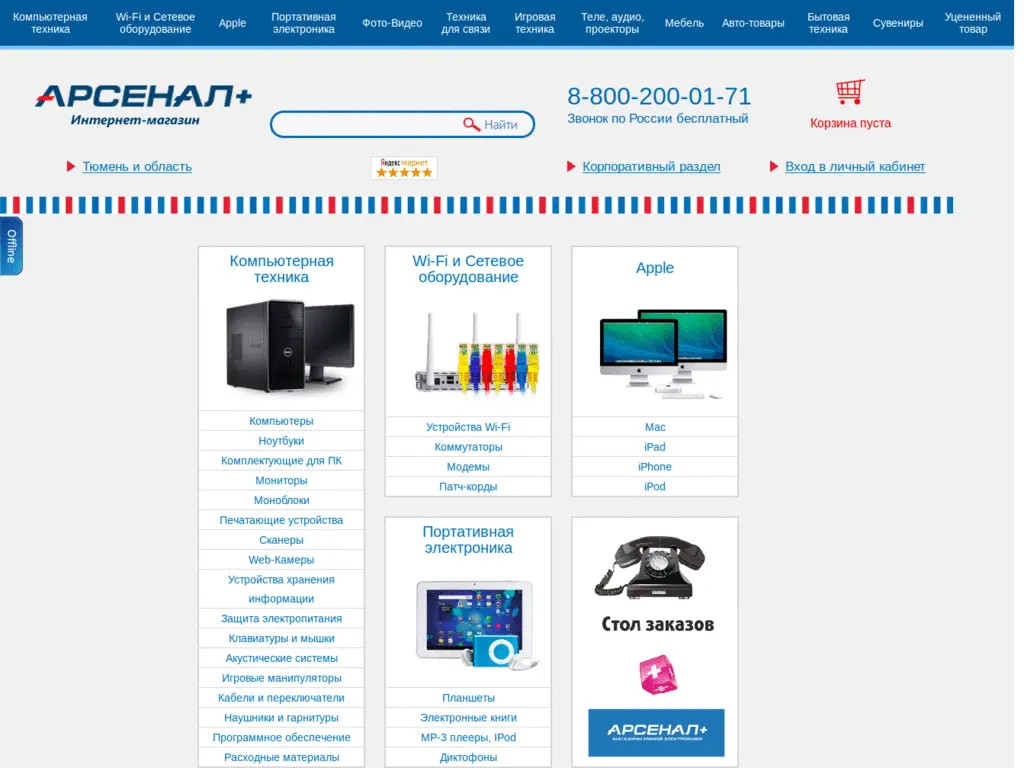 Компьютерная
техника
Wi-Fi и Сетевое
оборудование
Apple
Портативная
электроника
Фото-Видео
Техника
для связи
Игровая
техника
Теле, аудио,
проекторы
Мебель
Авто-товары
Бытовая
техника
Сувениры
Уцененный
товар
АРСЕНАЛ+
Интернет-магазин
Найти
8-800-200-01-71
Звонок по России бесплатный
Корзина пуста
Тюмень и область
Яндекс маркет
Корпоративный раздел
Вход в личный кабинет
Offline
Компьютерная
техника
Компьютеры
Ноутбуки
Комплектующие для ПК
Мониторы
Моноблоки
Печатающие устройства
Сканеры
Web-Камеры
Устройства хранения
информации
Защита электропитания
Клавиатуры и мышки
Акустические системы
Игровые манипуляторы
Кабели и переключатели
Наушники и гарнитуры
Программное обеспечение
Расходные материалы
Wi-Fi и Сетевое
оборудование
Устройства Wi-Fi
Коммутаторы
Модемы
Патч-корды
Apple
Mac
iPad
iPhone
iPod
Портативная
электроника
Планшеты
Электронные книги
MP-3 плееры, IPod
Диктофоны
Стол заказов
АРСЕНАЛ+
МАГАЗИНЫ УМНОЙ ЭЛЕКТРОНИКИ